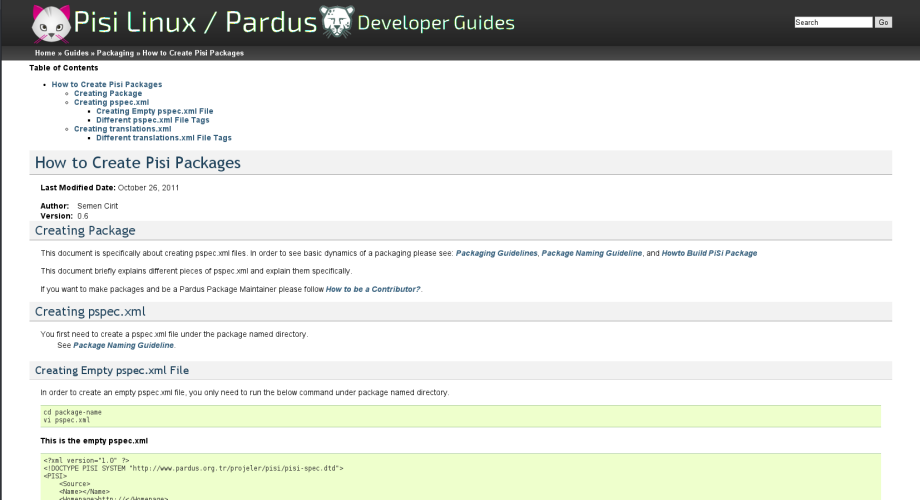 Pisi Linux / Pardus Developer Guides
Search Go
Home » Guides » Packaging » How to Create Pisi Packages
Table of Contents
How to Create Pisi Packages
Creating Package
Creating pspec.xml
Creating Empty pspec.xml File
Different pspec.xml File Tags
Creating translations.xml
Different translations.xml File Tags
How to Create Pisi Packages
Last Modified Date: October 26, 2011
Author: Semen Cirit
Version: 0.6
Creating Package
This document is specifically about creating pspec.xml files. In order to see basic dynamics of a packaging please see: Packaging Guidelines, Package Naming Guideline, and Howto Build PiSi Package
This document briefly explains different pieces of pspec.xml and explain them specifically.
If you want to make packages and be a Pardus Package Maintainer please follow How to be a Contributor?.
Creating pspec.xml
You first need to create a pspec.xml file under the package named directory.
See Package Naming Guideline.
Creating Empty pspec.xml File
In order to create an empty pspec.xml file, you only need to run the below command under package named directory.
cd package-name
vi pspec.xml
This is the empty pspec.xml
<?xml version="1.0" ?>
<!DOCTYPE PISI SYSTEM "http://www.pardus.org.tr/projeler/pisi/pisi-spec.dtd">
<PISI>
<Source>
<Name></Name>
<Homepage>http://</Homepage>